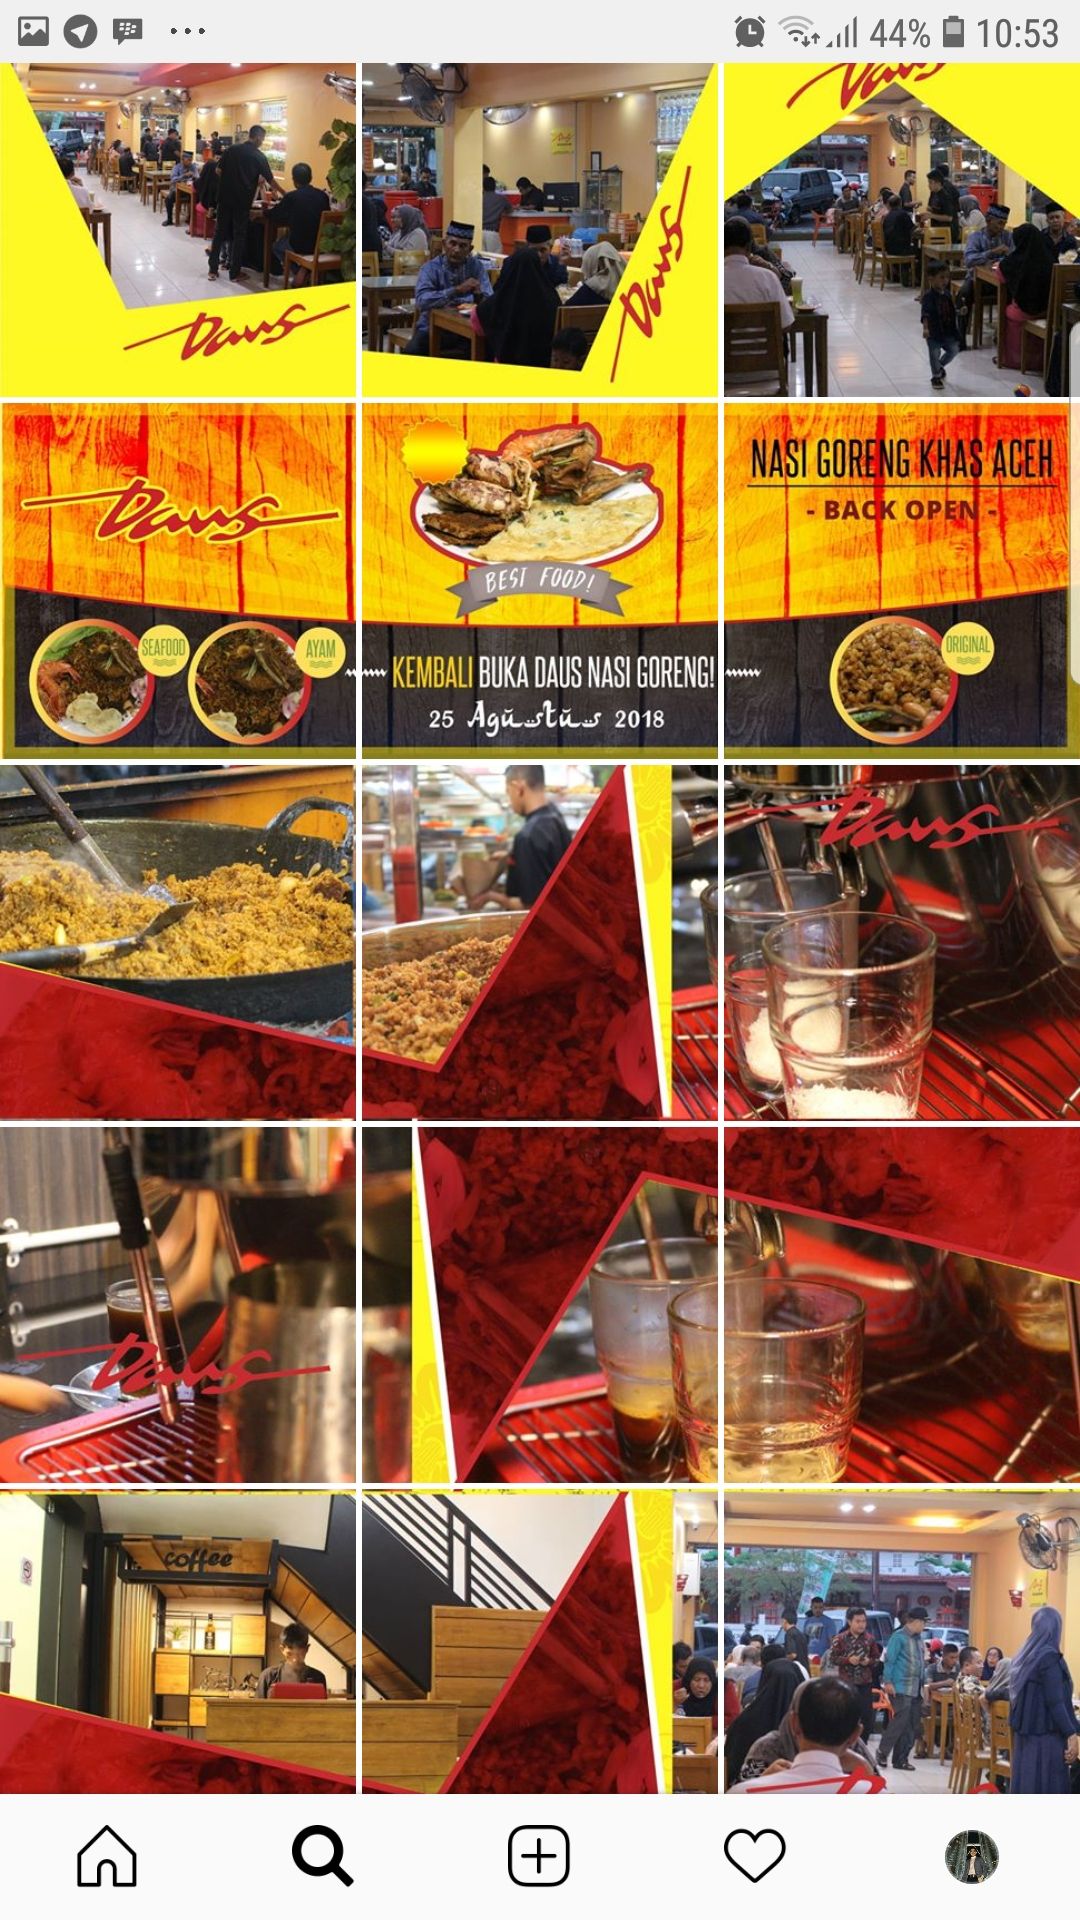 44% 10:53
Daus
Daus
Daus
Daus
BEST FOOD!
NASI GORENG KHAS ACEH
- BACK OPEN -
SEAFOOD
AYAM
KEMBALI BUKA DAUS NASI GORENG!
25 Agustus 2018
ORIGINAL
Daus
Daus
coffee